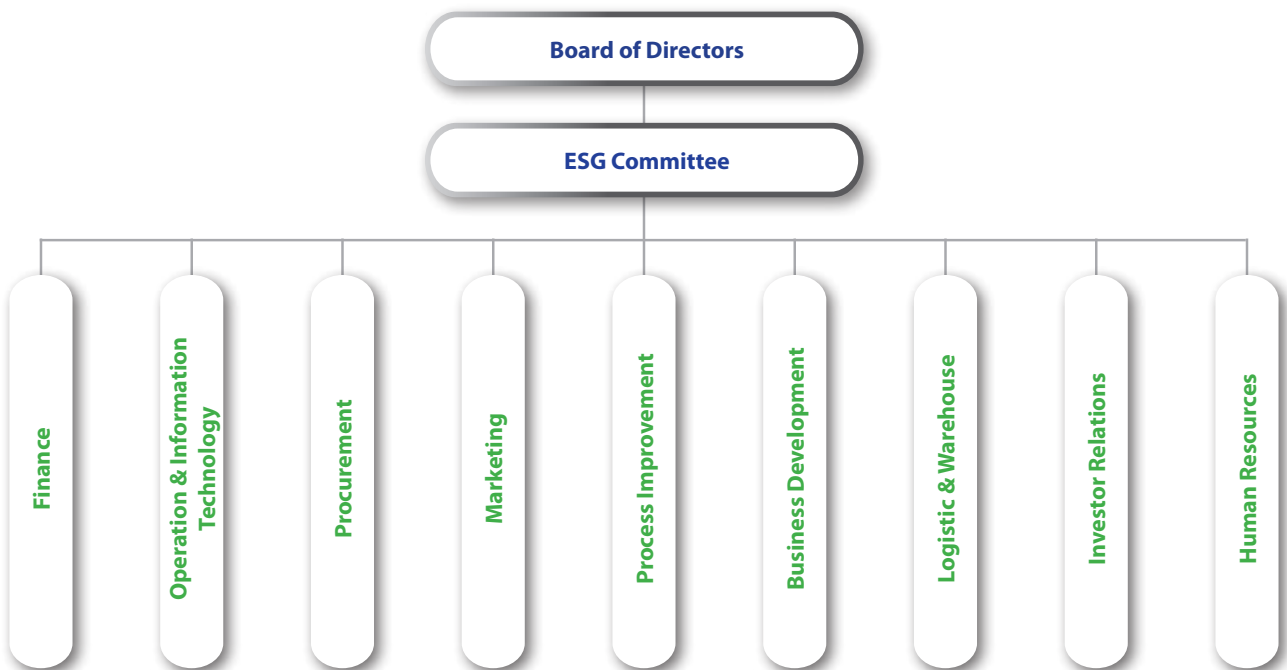 Board of Directors
ESG Committee
Finance
Operation & Information
Technology
Procurement
Marketing
Process Improvement
Business Development
Logistic & Warehouse
Investor Relations
Human Resources